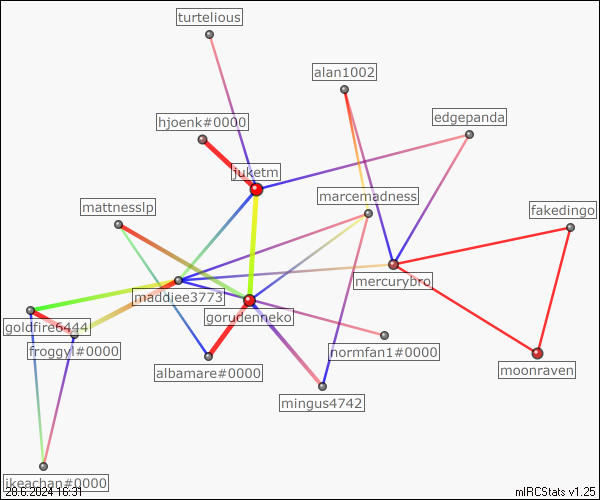 turtelious
alan1002
edgepanda
hjoenk#0000
juketm
marcemadness
mattnesslp
fakedingo
mercurybro
maddiee3773
gorudenneko
goldfire6444
froggyl#0000
normfan1#0000
albamare#0000
moonraven
mingus4742
ikeachan#0000
28.6.2024 16:31
mIRCStats v1.25